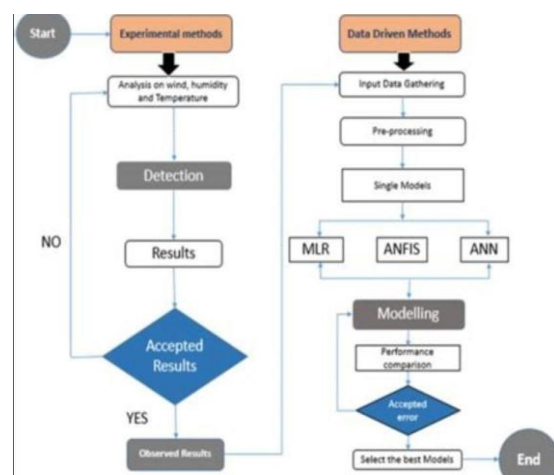 Start
Experimental methods
Analysis on wind, humidity
and Temperature
Detection
NO
Results
Accepted
Results
YES
Observed Results
Data Driven Methods
Input Data Gathering
Pre-processing
Single Models
MLR
ANFIS
ANN
Modelling
Performance
comparison
Accepted
error
Select the best Models
End